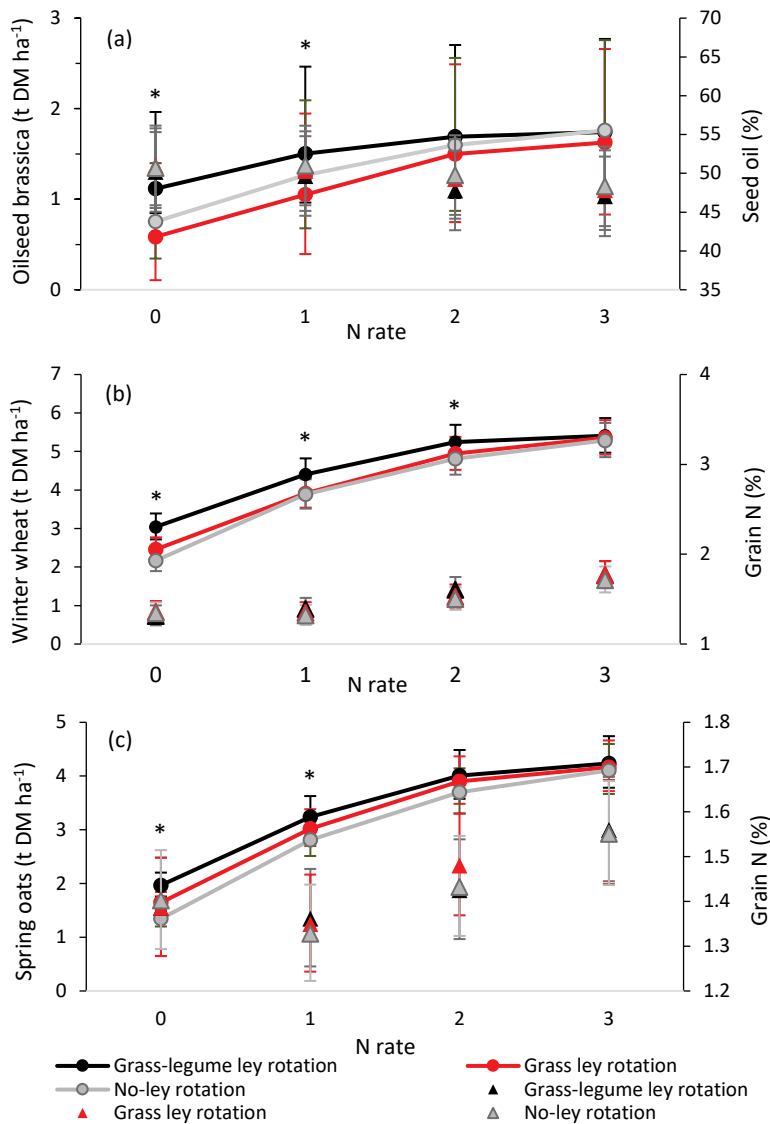 (a)
Oilseed brassica (t DM ha⁻¹)
3
2
1
0
70
65
60
55
50
45
40
35
Seed oil (%)
* *
0 1 2 3
N rate
(b)
Winter wheat (t DM ha⁻¹)
7
6
5
4
3
2
1
0
4
3
2
1
Grain N (%)
* * *
0 1 2 3
N rate
(c)
Spring oats (t DM ha⁻¹)
5
4
3
2
1
0
1.8
1.7
1.6
1.5
1.4
1.3
1.2
Grain N (%)
* *
0 1 2 3
N rate
Grass-legume ley rotation Grass ley rotation
No-ley rotation Grass-legume ley rotation
Grass ley rotation No-ley rotation